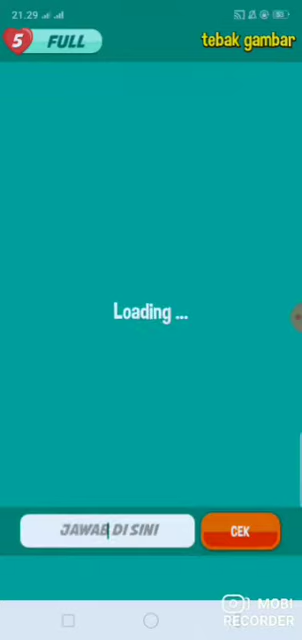 21.29
5 FULL
tebak gambar
Loading ...
JAWAB DI SINI
CEK
MOBI
RECORDER